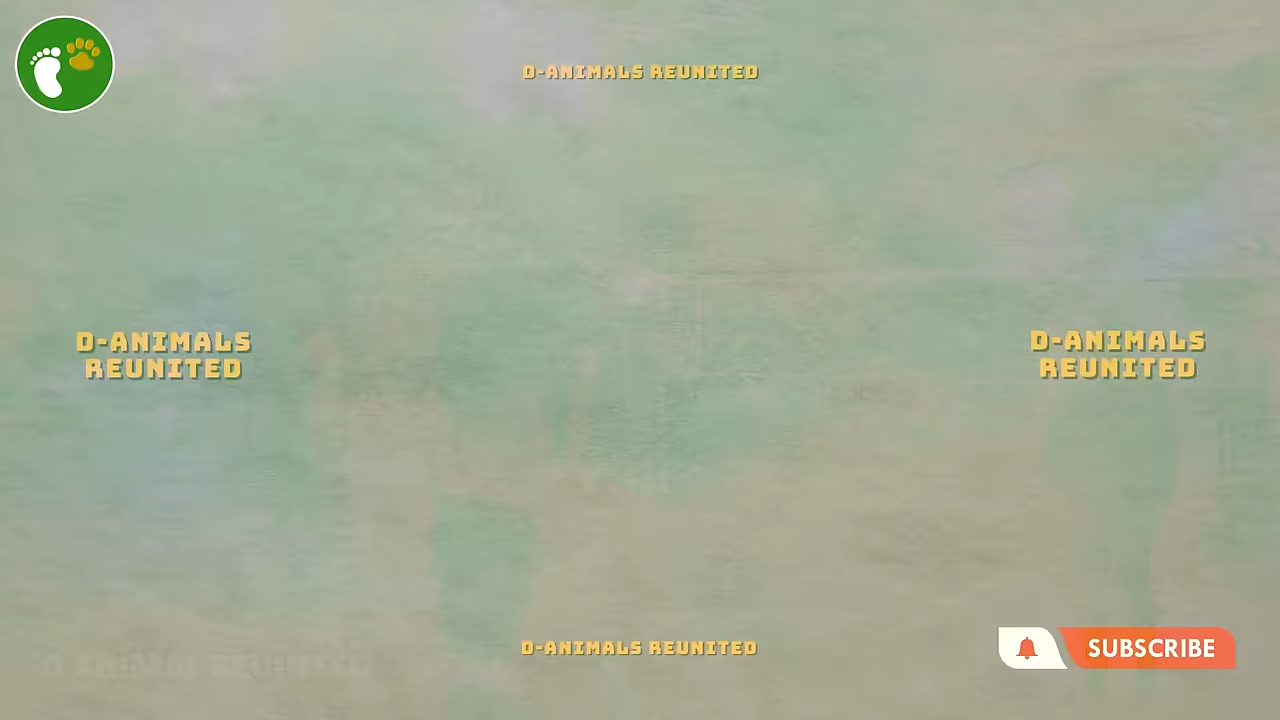 D-ANIMALS REUNITED
D-ANIMALS
REUNITED
D-ANIMALS
REUNITED
D-ANIMALS REUNITED
SUBSCRIBE